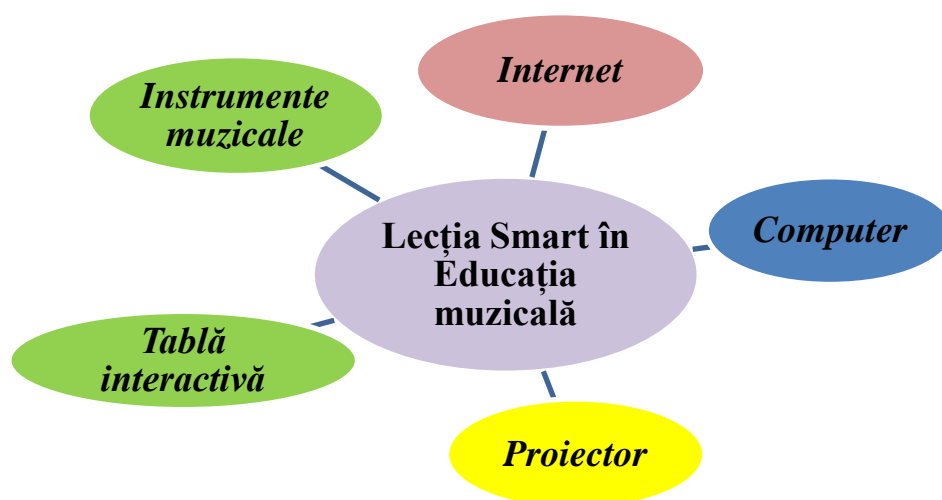 Internet
Instrumente
muzicale
Computer
Lecția Smart în
Educația
muzicală
Tablă
interactivă
Proiector